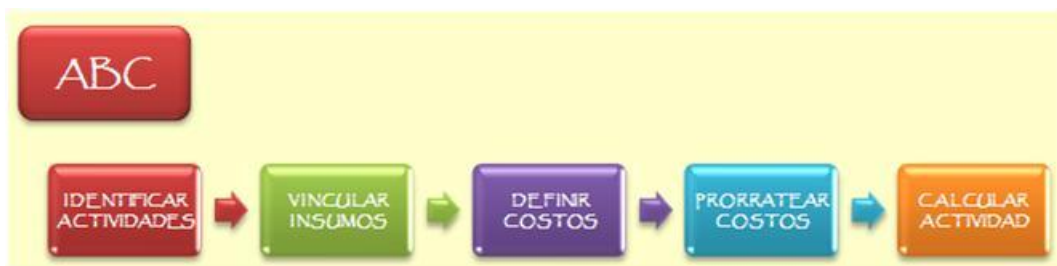 ABC
IDENTIFICAR
ACTIVIDADES
VINCULAR
INSUMOS
DEFINIR
COSTOS
PRORRATEAR
COSTOS
CALCULAR
ACTIVIDAD